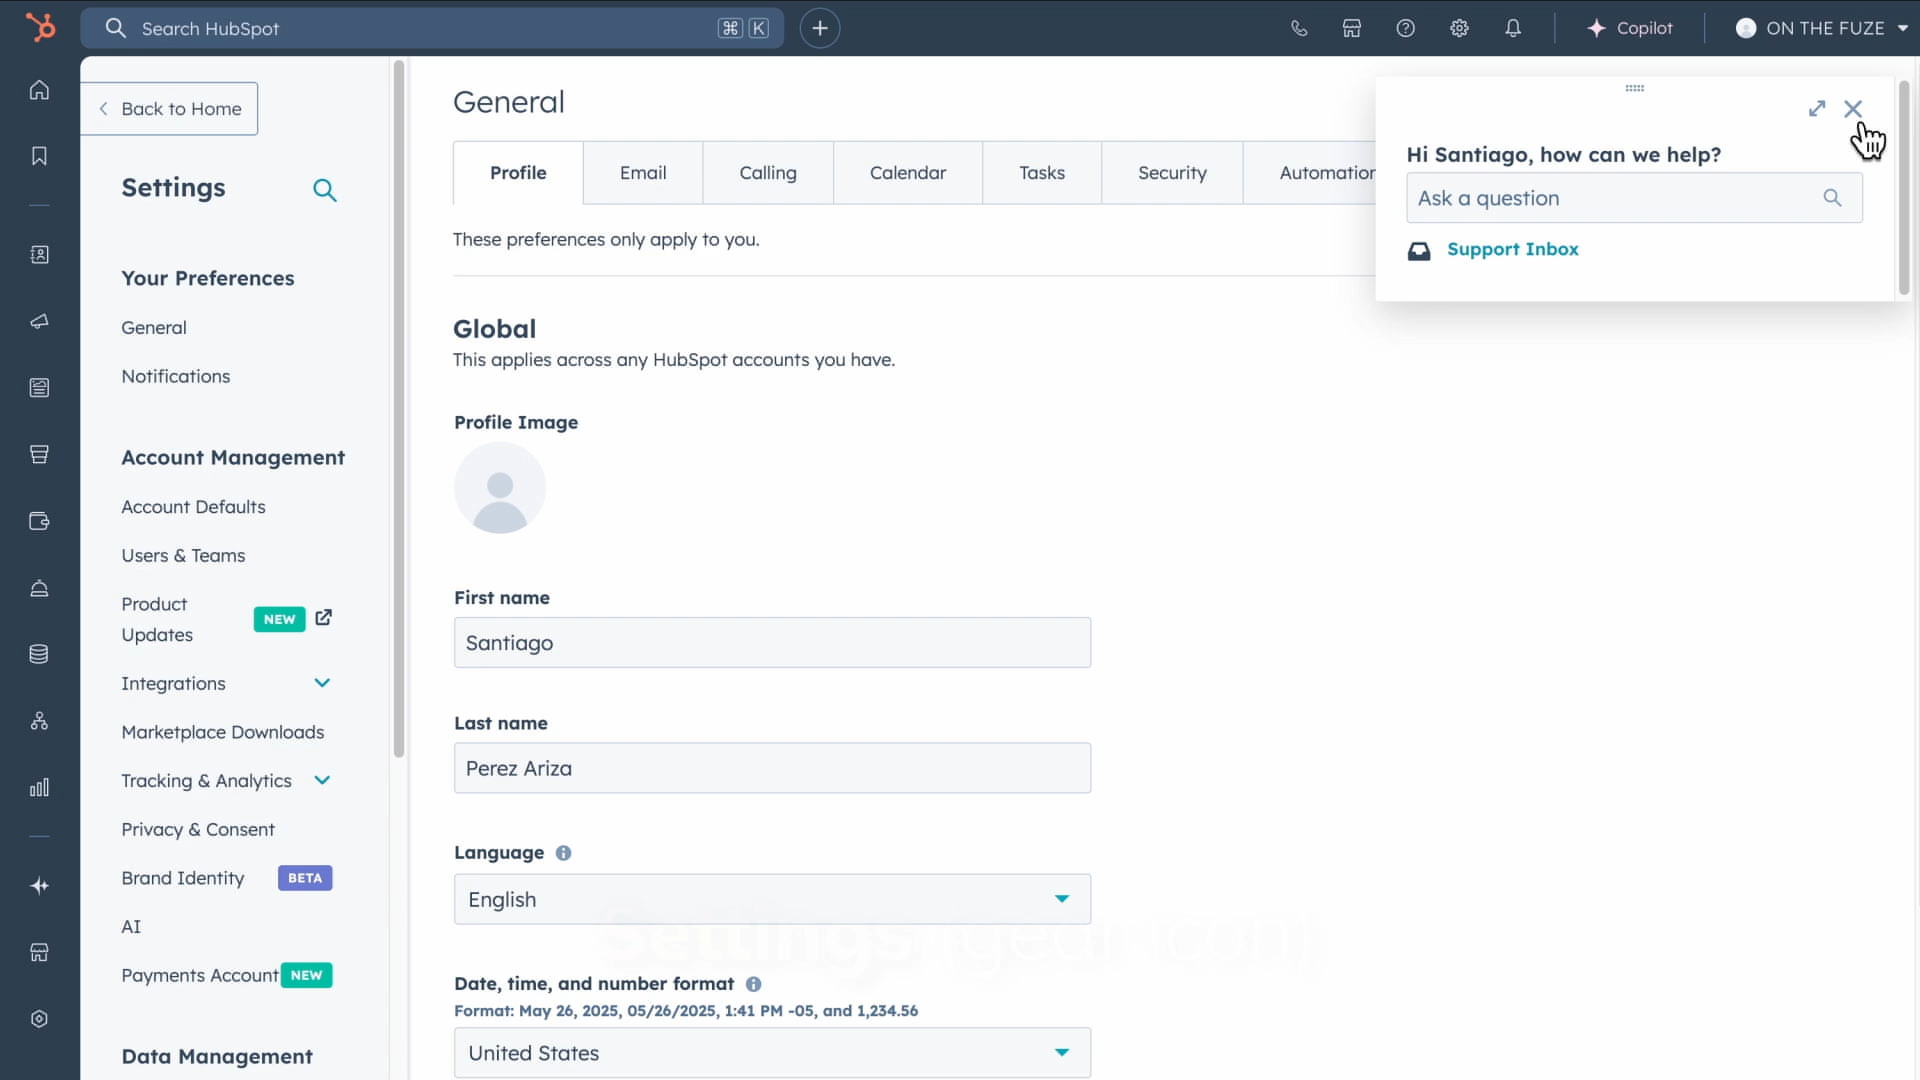 Search HubSpot
⌘ K
Copilot
ON THE FUZE
Back to Home
Settings
Your Preferences
General
Notifications
Account Management
Account Defaults
Users & Teams
Product
Updates
NEW
Integrations
Marketplace Downloads
Tracking & Analytics
Privacy & Consent
Brand Identity
BETA
AI
Payments Account
NEW
Data Management
General
Profile
Email
Calling
Calendar
Tasks
Security
Automation
These preferences only apply to you.
Global
This applies across any HubSpot accounts you have.
Profile Image
First name
Santiago
Last name
Perez Ariza
Language
English
Settings (gear icon)
Date, time, and number format
Format: May 26, 2025, 05/26/2025, 1:41 PM -05, and 1,234.56
United States
Hi Santiago, how can we help?
Ask a question
Support Inbox